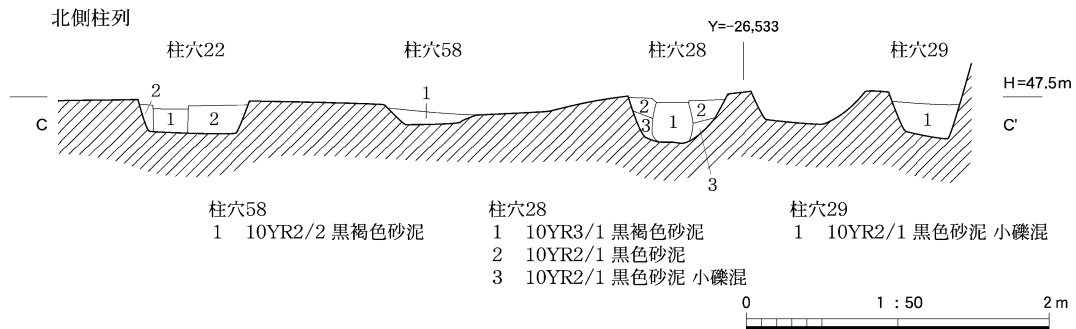 北側柱列
Y=-26,533
柱穴22 柱穴58 柱穴28 柱穴29
H=47.5m
2 1 2 2
1 2 1 1
3
C C'
3
柱穴58
1 10YR2/2 黒褐色砂泥
柱穴28
1 10YR3/1 黒褐色砂泥
2 10YR2/1 黒色砂泥
3 10YR2/1 黒色砂泥 小礫混
柱穴29
1 10YR2/1 黒色砂泥 小礫混
0 1:50 2m